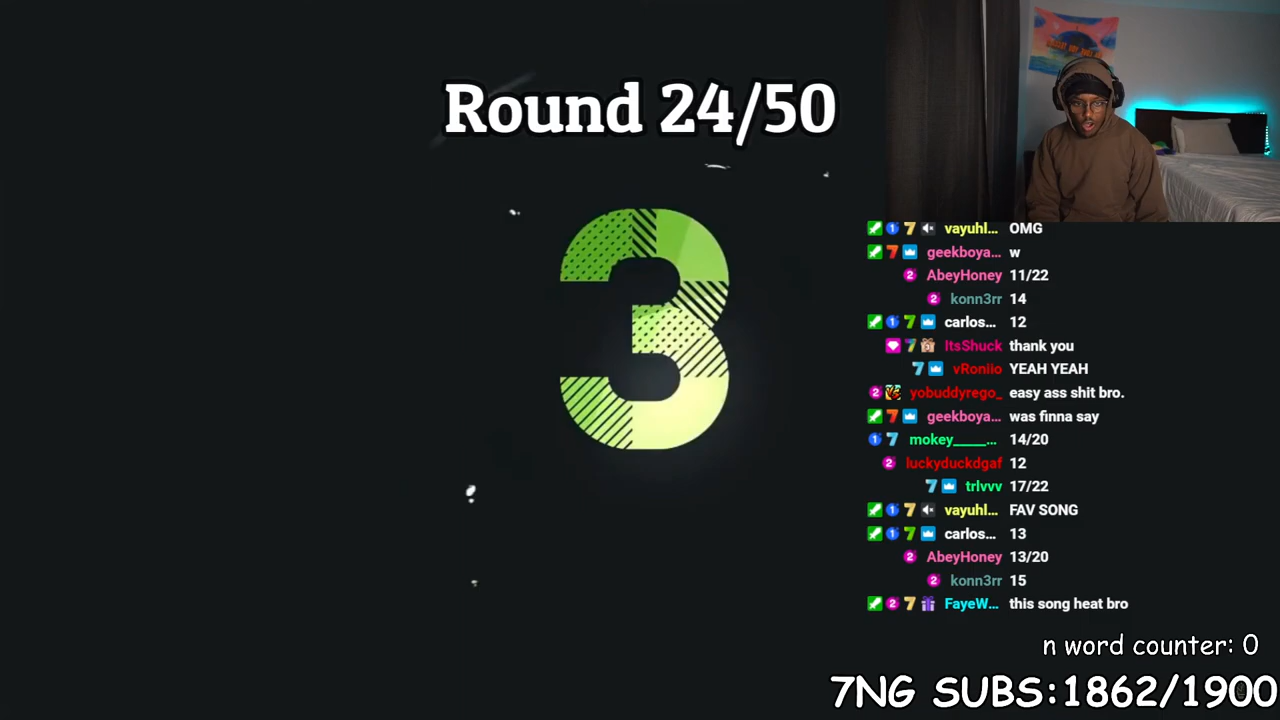 Round 24/50
3
vayuhl... OMG
geekboya... w
AbeyHoney 11/22
konn3rr 14
carlos... 12
ItsShuck thank you
vRoniio YEAH YEAH
yobuddyrego_ easy ass shit bro.
geekboya... was finna say
mokey____... 14/20
luckyduckdgaf 12
trlvvv 17/22
vayuhl... FAV SONG
carlos... 13
AbeyHoney 13/20
konn3rr 15
FayeW... this song heat bro
n word counter: 0
7NG SUBS:1862/1900